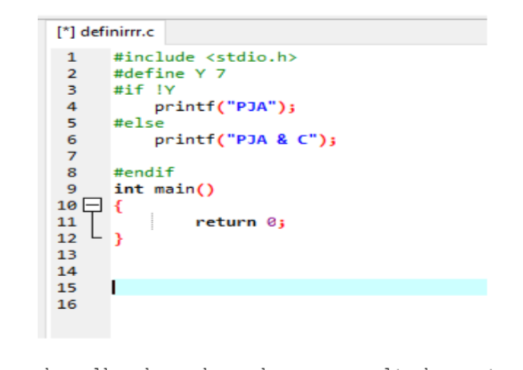 [*] definirrr.c
1 #include <stdio.h>
2 #define Y 7
3 #if !Y
4 printf("PJA");
5 #else
6 printf("PJA & C");
7
8 #endif
9 int main()
10 {
11 return 0;
12 }
13
14
15
16